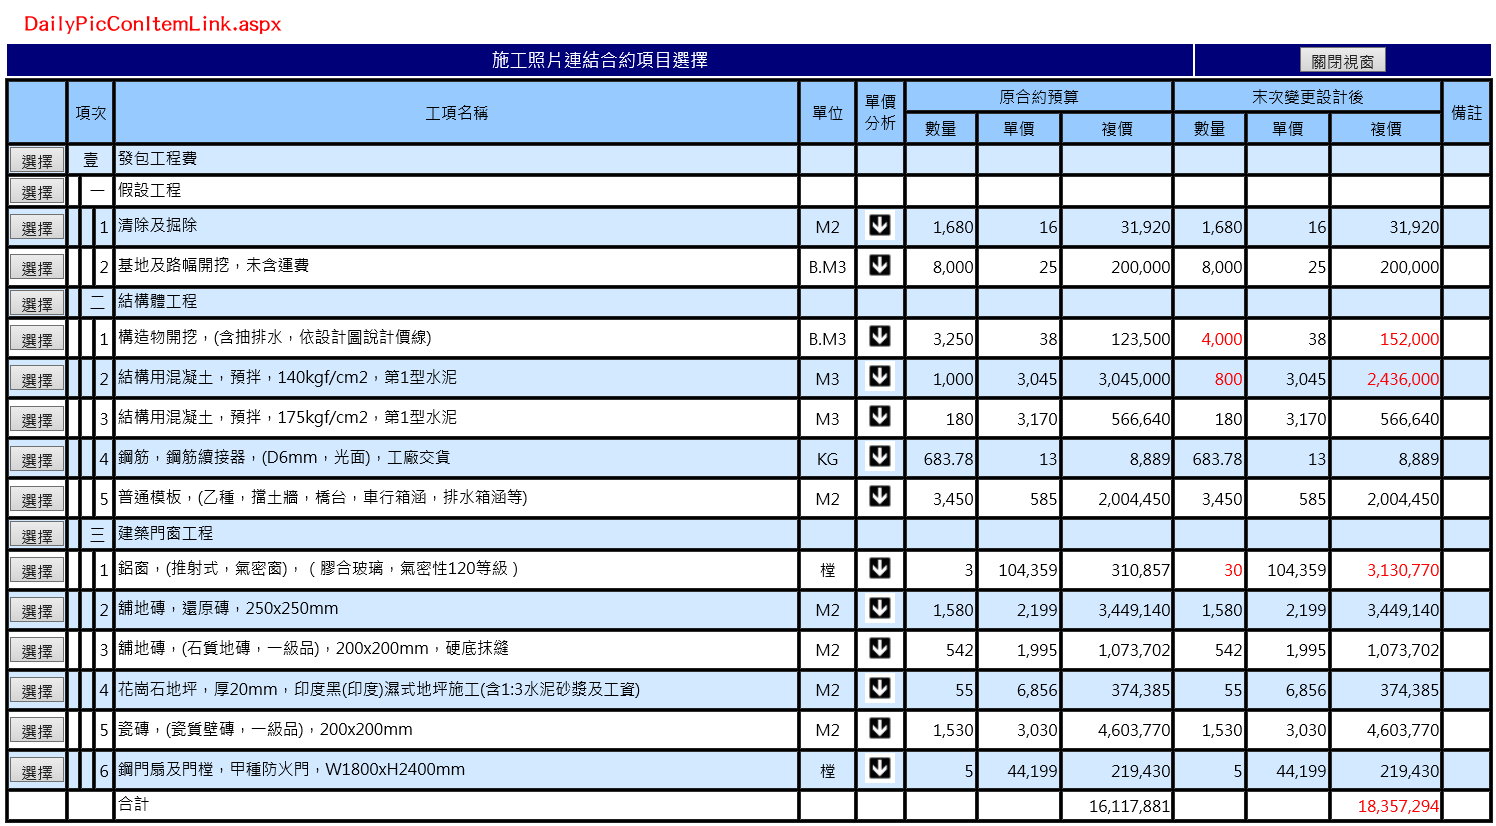 DailyPicConItemLink.aspx
施工照片連結合約項目選擇 關閉視窗
項次 工項名稱 單位 單價分析 原合約預算 末次變更設計後 備註
數量 單價 複價 數量 單價 複價
選擇 壹 發包工程費
選擇 一 假設工程
選擇 1 清除及掘除 M2 1,680 16 31,920 1,680 16 31,920
選擇 2 基地及路幅開挖，未含運費 B.M3 8,000 25 200,000 8,000 25 200,000
選擇 二 結構體工程
選擇 1 構造物開挖，(含抽排水，依設計圖說計價線) B.M3 3,250 38 123,500 4,000 38 152,000
選擇 2 結構用混凝土，預拌，140kgf/cm2，第1型水泥 M3 1,000 3,045 3,045,000 800 3,045 2,436,000
選擇 3 結構用混凝土，預拌，175kgf/cm2，第1型水泥 M3 180 3,170 566,640 180 3,170 566,640
選擇 4 鋼筋，鋼筋續接器，(D6mm，光面)，工廠交貨 KG 683.78 13 8,889 683.78 13 8,889
選擇 5 普通模板，(乙種，擋土牆，橋台，車行箱涵，排水箱涵等) M2 3,450 585 2,004,450 3,450 585 2,004,450
選擇 三 建築門窗工程
選擇 1 鋁窗，(推射式，氣密窗)，（膠合玻璃，氣密性120等級） 樘 3 104,359 310,857 30 104,359 3,130,770
選擇 2 舖地磚，還原磚，250x250mm M2 1,580 2,199 3,449,140 1,580 2,199 3,449,140
選擇 3 舖地磚，(石質地磚，一級品)，200x200mm，硬底抹縫 M2 542 1,995 1,073,702 542 1,995 1,073,702
選擇 4 花崗石地坪，厚20mm，印度黑(印度)濕式地坪施工(含1:3水泥砂漿及工資) M2 55 6,856 374,385 55 6,856 374,385
選擇 5 瓷磚，(瓷質壁磚，一級品)，200x200mm M2 1,530 3,030 4,603,770 1,530 3,030 4,603,770
選擇 6 鋼門扇及門樘，甲種防火門，W1800xH2400mm 樘 5 44,199 219,430 5 44,199 219,430
合計 16,117,881 18,357,294